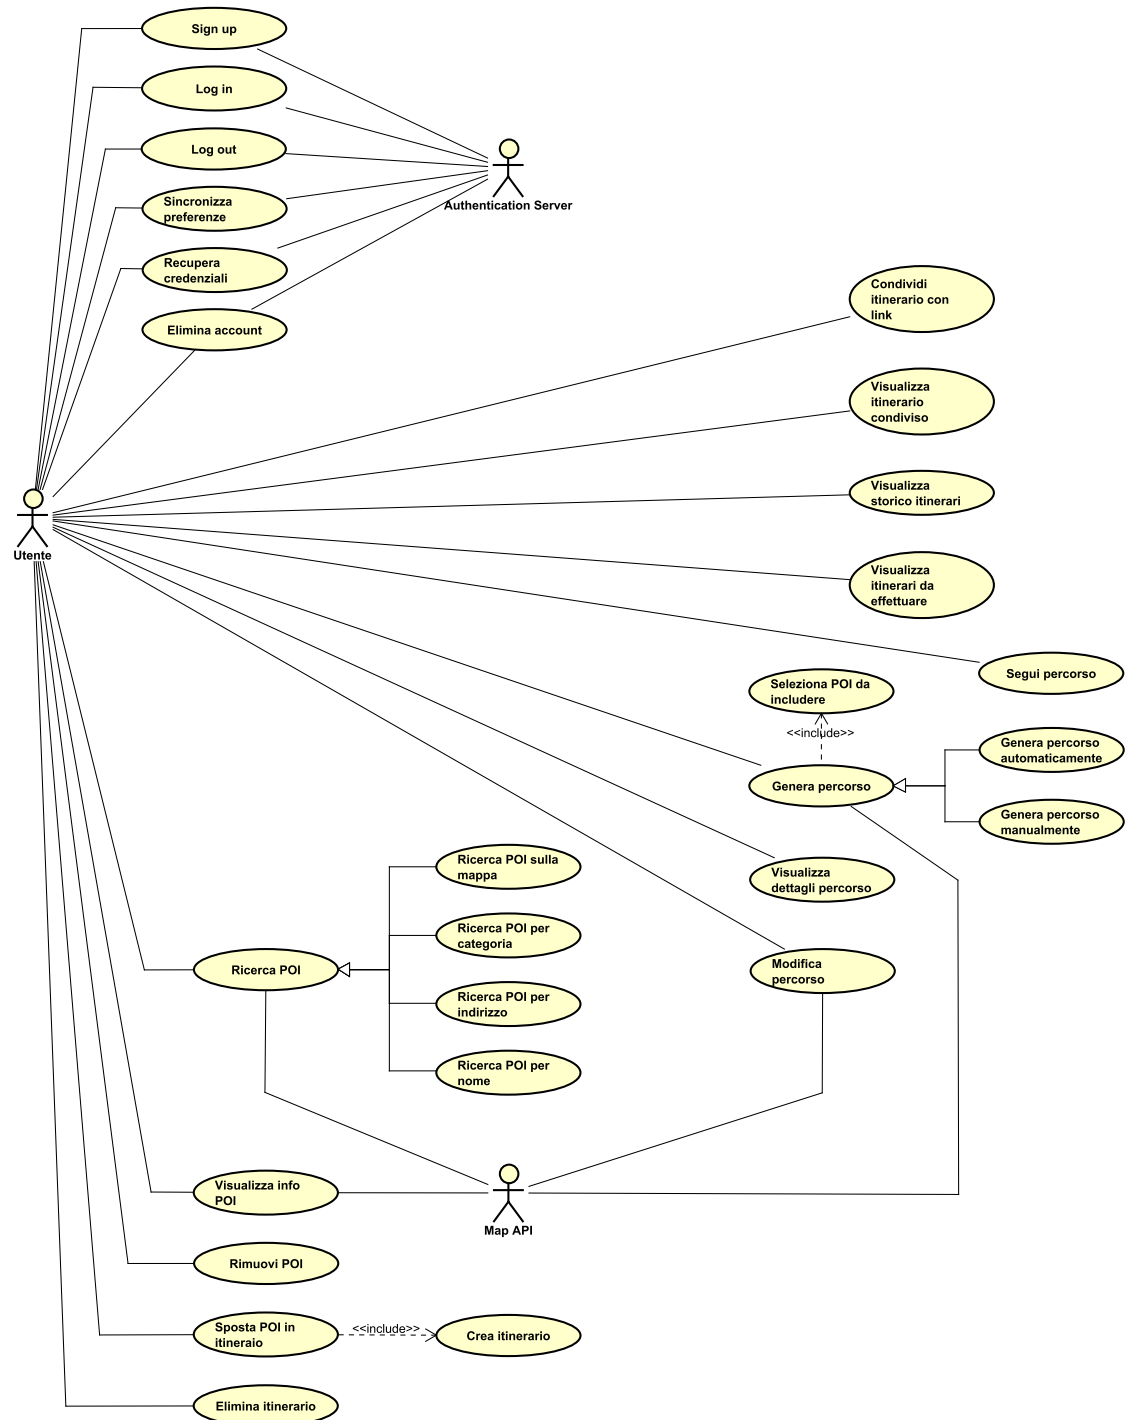 Sign up
Log in
Log out
Authentication Server
Sincronizza
preferenze
Recupera
credenziali
Elimina account
Condividi
itinerario con
link
Visualizza
itinerario
condiviso
Visualizza
storico itinerari
Utente
Visualizza
itinerari da
effettuare
Segui percorso
Seleziona POI da
includere
<<include>>
Genera percorso
automaticamente
Genera percorso
Genera percorso
manualmente
Ricerca POI sulla
mappa
Visualizza
dettagli percorso
Ricerca POI per
categoria
Ricerca POI
Modifica
percorso
Ricerca POI per
indirizzo
Ricerca POI per
nome
Visualizza info
POI
Map API
Rimuovi POI
Sposta POI in
itineraio
<<include>>
Crea itinerario
Elimina itinerario